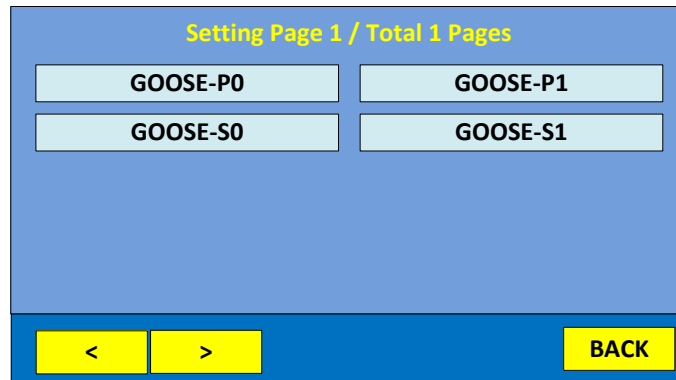 Setting Page 1 / Total 1 Pages
GOOSE-P0 GOOSE-P1
GOOSE-S0 GOOSE-S1
< > BACK